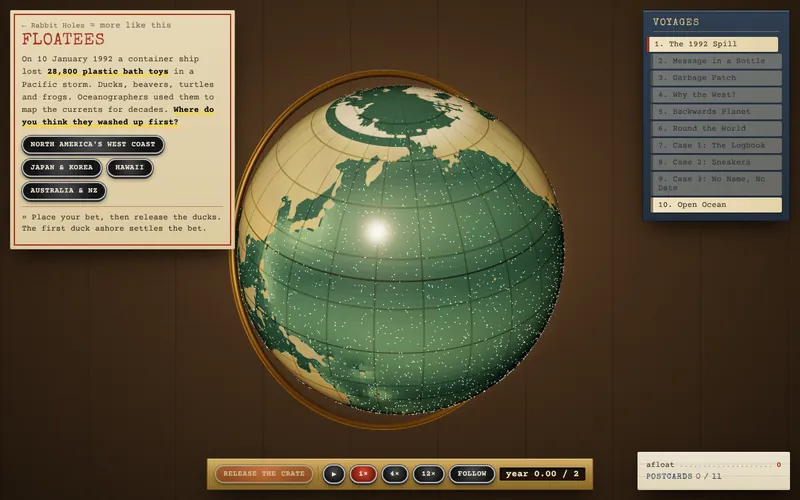 ← Rabbit Holes ≈ more like this
FLOATEES
On 10 January 1992 a container ship
lost 28,800 plastic bath toys in a
Pacific storm. Ducks, beavers, turtles
and frogs. Oceanographers used them to
map the currents for decades. Where do
you think they washed up first?
NORTH AMERICA'S WEST COAST
JAPAN & KOREA
HAWAII
AUSTRALIA & NZ
» Place your bet, then release the ducks.
The first duck ashore settles the bet.
VOYAGES
1. The 1992 Spill
2. Message in a Bottle
3. Garbage Patch
4. Why the West?
5. Backwards Planet
6. Round the World
7. Case 1: The Logbook
8. Case 2: Sneakers
9. Case 3: No Name, No
Date
10. Open Ocean
RELEASE THE CRATE
▶
1×
4×
12×
FOLLOW
year 0.00 / 2
afloat 0
POSTCARDS 0 / 11